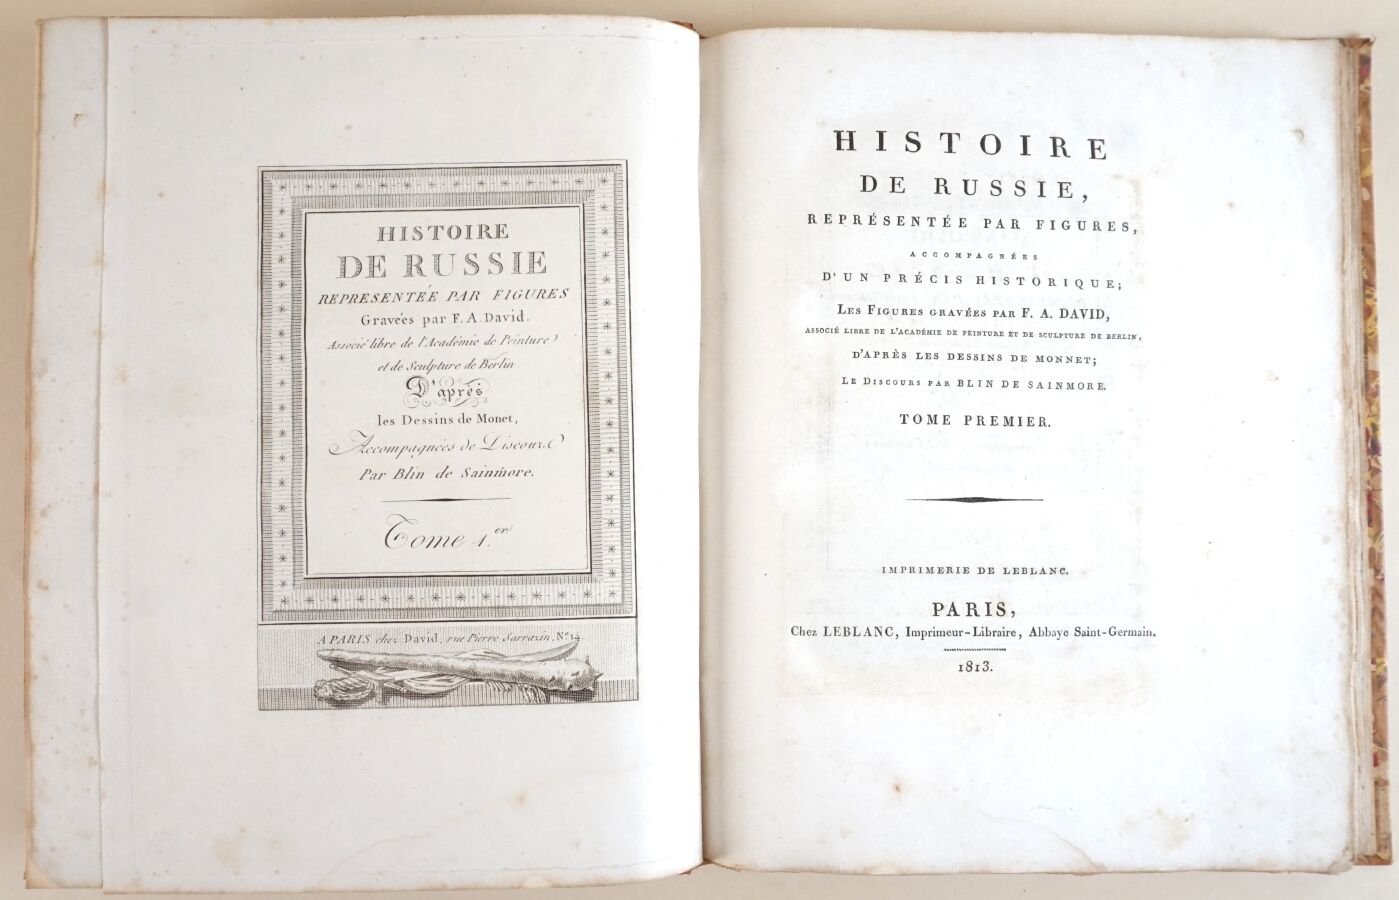 HISTOIRE
DE RUSSIE
REPRESENTÉE PAR FIGURES
Gravées par F. A. David.
Associé libre de l'Académie de Peinture
et de Sculpture de Berlin
D'après
les Dessins de Monet,
Accompagnées de Discours
Par Blin de Sainmore.
Tome 1.er
A PARIS chez David, rue Pierre Sarrazin, N.º 14.
HISTOIRE
DE RUSSIE,
REPRÉSENTÉE PAR FIGURES,
ACCOMPAGNÉES
D'UN PRÉCIS HISTORIQUE;
LES FIGURES GRAVÉES PAR F. A. DAVID,
ASSOCIÉ LIBRE DE L'ACADÉMIE DE PEINTURE ET DE SCULPTURE DE BERLIN,
D'APRÈS LES DESSINS DE MONNET;
LE DISCOURS PAR BLIN DE SAINMORE.
TOME PREMIER.
IMPRIMERIE DE LEBLANC.
PARIS,
Chez LEBLANC, Imprimeur-Libraire, Abbaye Saint-Germain.
1813.